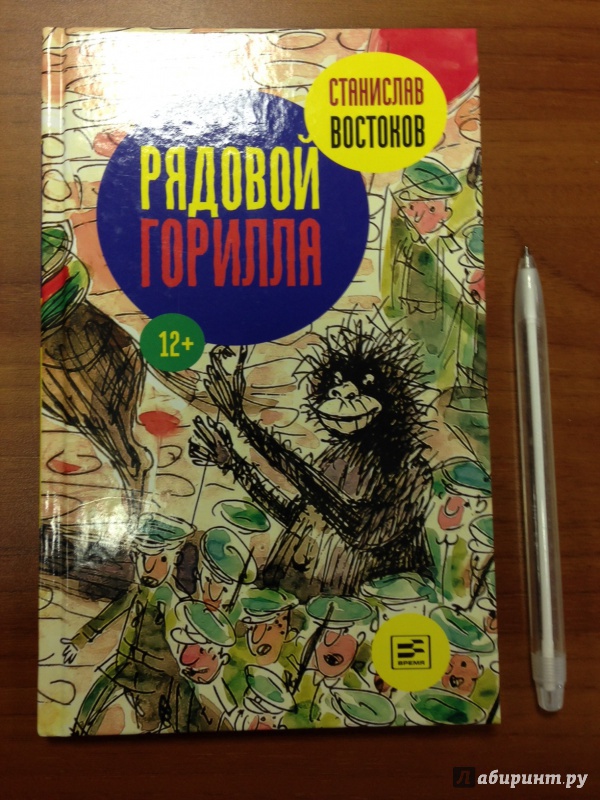 СТАНИСЛАВ
ВОСТОКОВ
РЯДОВОЙ
ГОРИЛЛА
12+
ВРЕМЯ
Л Лабиринт.ру